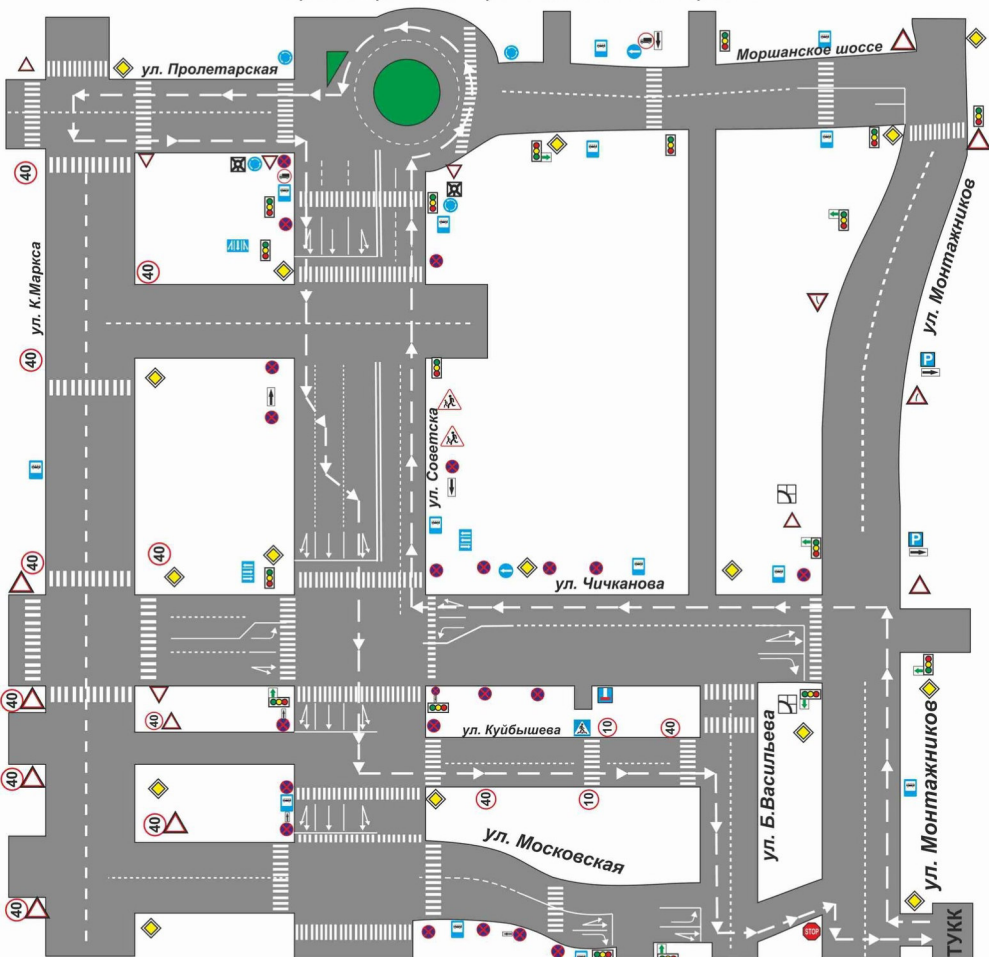 ул. Пролетарская
Моршанское шоссе
40
ул. К.Маркса
40
ул. Монтажников
40
ул. Советска
40
40
ул. Чичканова
40
40
ул. Куйбышева
10
40
ул. Б.Васильева
ул. Монтажников
40
40
10
40
ул. Московская
40
STOP
ТУКК
P
P